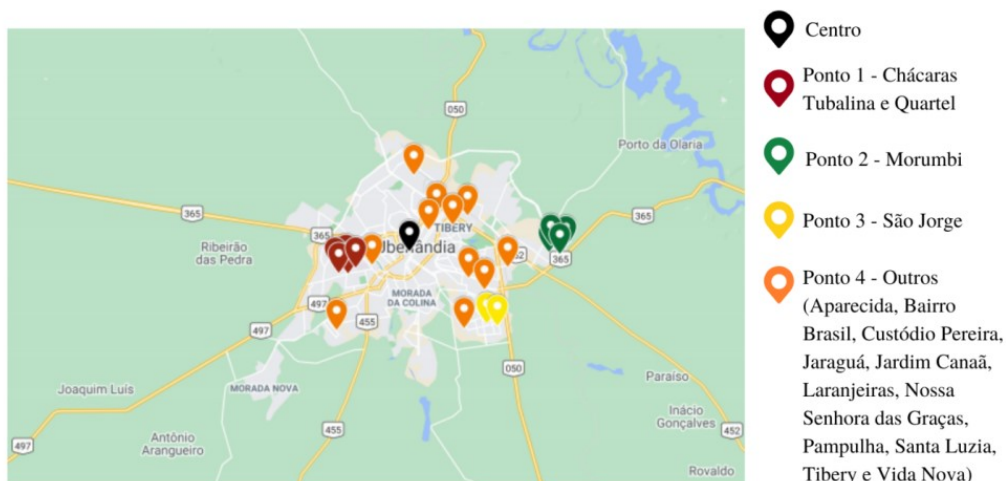 050
Porto da Olaria
365
365
TIBERY
365
Uberlândia
Ribeirão
das Pedra
365
MORADA
DA COLINA
497
455
497
050
Joaquim Luis
MORADA NOVA
Paraíso
Inácio
Gonçalves
455
452
497
Antônio
Arangueiro
Rovaldo
Centro
Ponto 1 - Chácaras
Tubalina e Quartel
Ponto 2 - Morumbi
Ponto 3 - São Jorge
Ponto 4 - Outros
(Aparecida, Bairro
Brasil, Custódio Pereira,
Jaraguá, Jardim Canaã,
Laranjeiras, Nossa
Senhora das Graças,
Pampulha, Santa Luzia,
Tibery e Vida Nova)